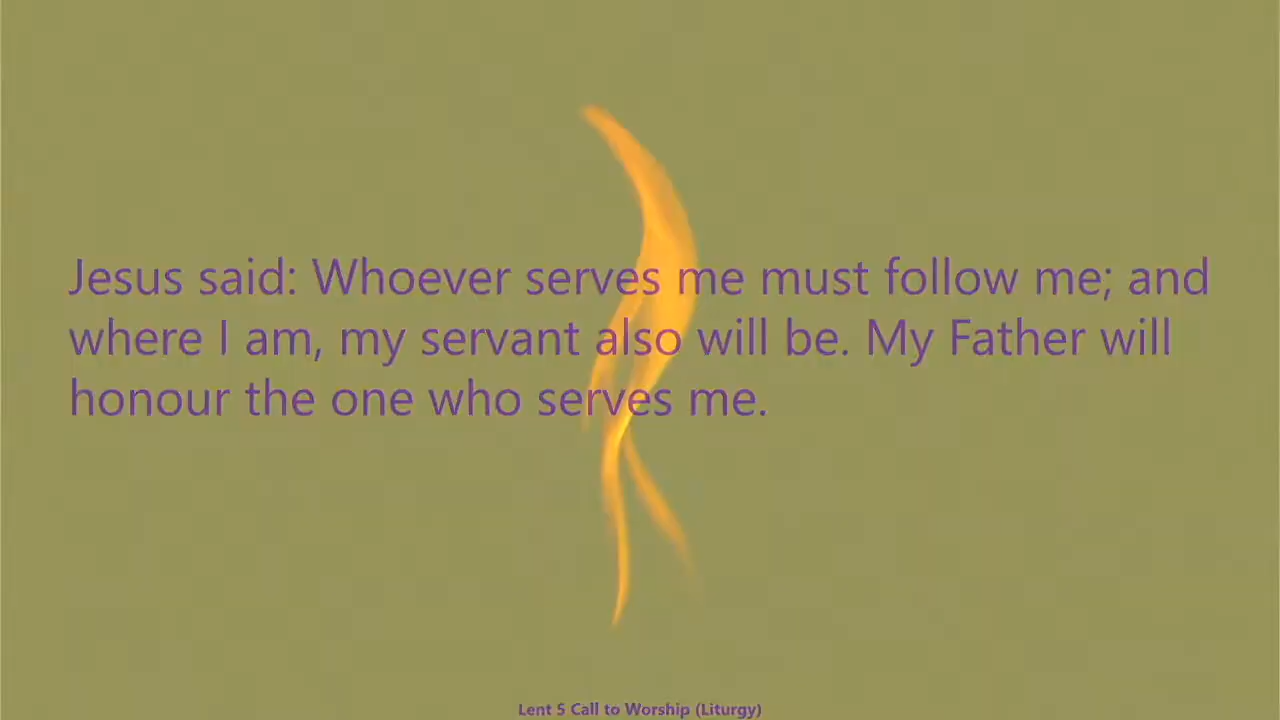 Jesus said: Whoever serves me must follow me; and
where I am, my servant also will be. My Father will
honour the one who serves me.
Lent 5 Call to Worship (Liturgy)